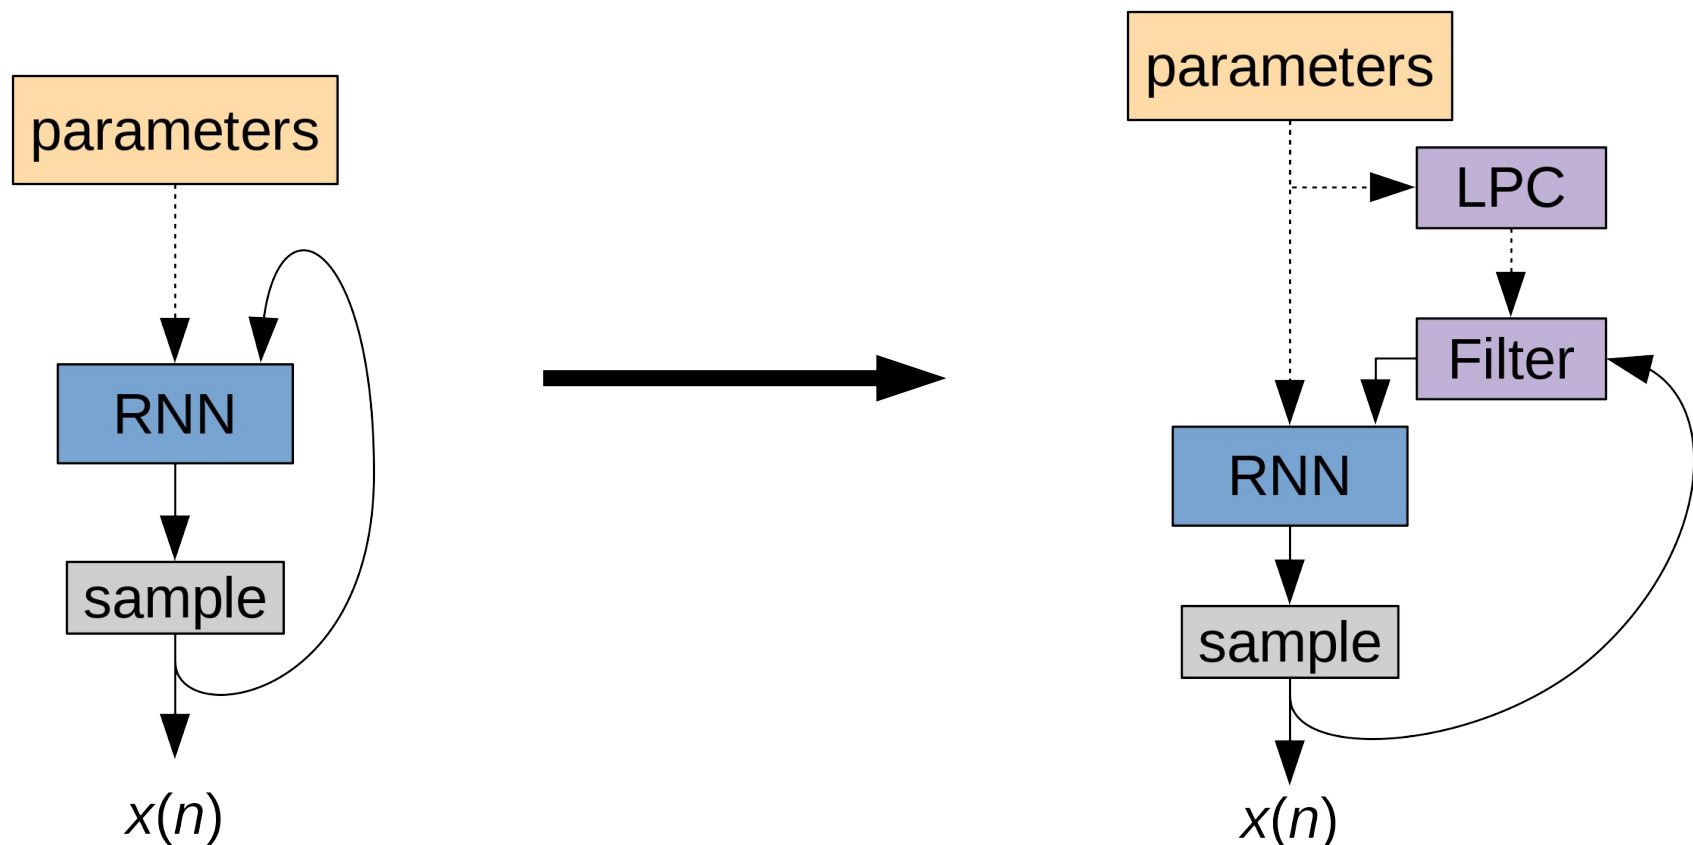 parameters
RNN
sample
x(n)
parameters
LPC
Filter
RNN
sample
x(n)